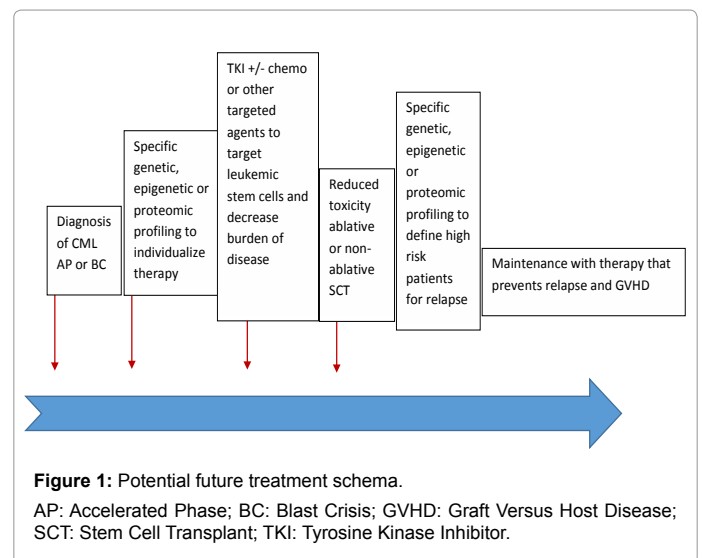 Diagnosis
of CML
AP or BC
Specific
genetic,
epigenetic or
proteomic
profiling to
individualize
therapy
TKI +/- chemo
or other
targeted
agents to
target
leukemic
stem cells and
decrease
burden of
disease
Reduced
toxicity
ablative
or non-
ablative
SCT
Specific
genetic,
epigenetic
or
proteomic
profiling to
define high
risk
patients
for relapse
Maintenance with therapy that
prevents relapse and GVHD
Figure 1: Potential future treatment schema.
AP: Accelerated Phase; BC: Blast Crisis; GVHD: Graft Versus Host Disease;
SCT: Stem Cell Transplant; TKI: Tyrosine Kinase Inhibitor.